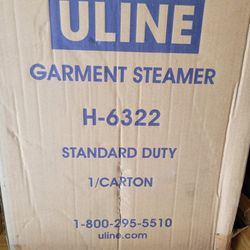 ULINE
GARMENT STEAMER
H-6322
STANDARD DUTY
1/CARTON
1-800-295-5510
uline.com